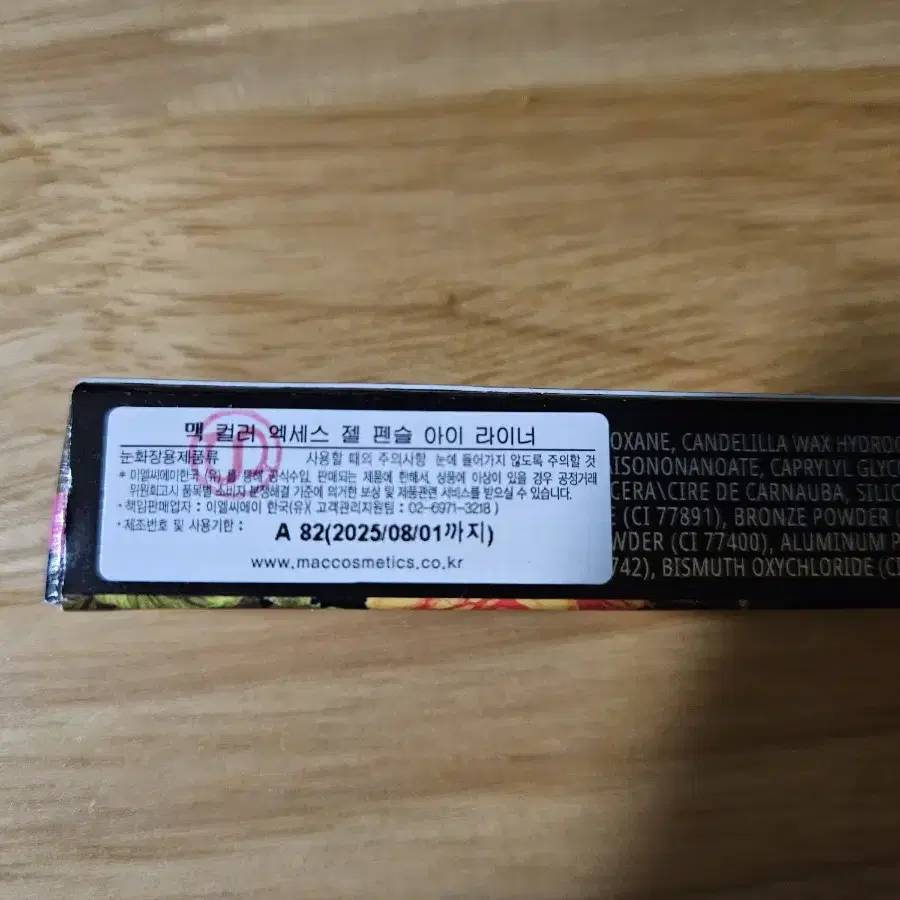 맥 컬러 엑세스 젤 펜슬 아이 라이너
눈화장용제품류 사용할 때의 주의사항 눈에 들어가지 않도록 주의할 것
* 이엘씨에이한국 (유) 를 통해 공식수입, 판매되는 제품에 한해서, 상품에 이상이 있을 경우 공정거래
위원회고시 품목별 소비자 분쟁해결 기준에 의거한 보상 및 제품관련 서비스를 받으실 수 있습니다.
· 책임판매업자 : 이엘씨에이 한국(유)( 고객관리지원팀 : 02-6971-3218 )
· 제조번호 및 사용기한 : A 82(2025/08/01까지)
www.maccosmetics.co.kr
OXANE, CANDELILLA WAX HYDROC
ISONONANOATE, CAPRYLYL GLYC
CERA\CIRE DE CARNAUBA, SILIC
(CI 77891), BRONZE POWDER (
WDER (CI 77400), ALUMINUM P
742), BISMUTH OXYCHLORIDE (CI